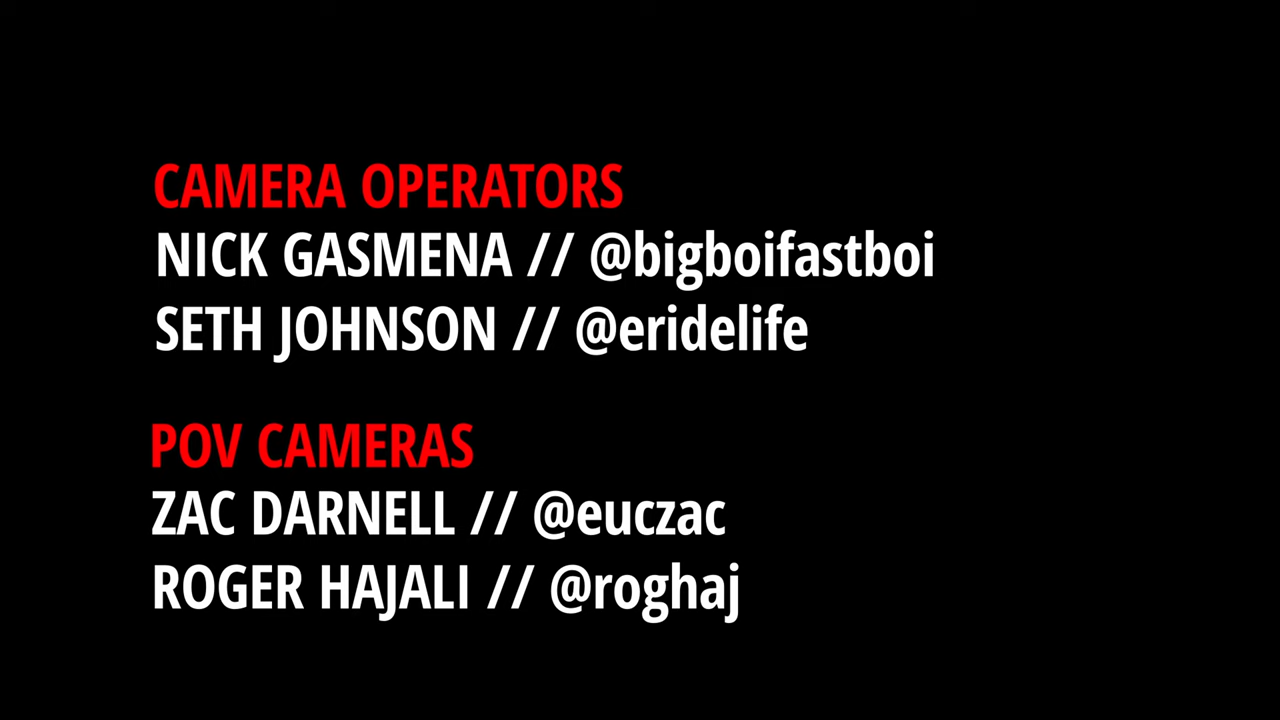 CAMERA OPERATORS
NICK GASMENA // @bigboifastboi
SETH JOHNSON // @eridelife
POV CAMERAS
ZAC DARNELL // @euczac
ROGER HAJALI // @roghaj